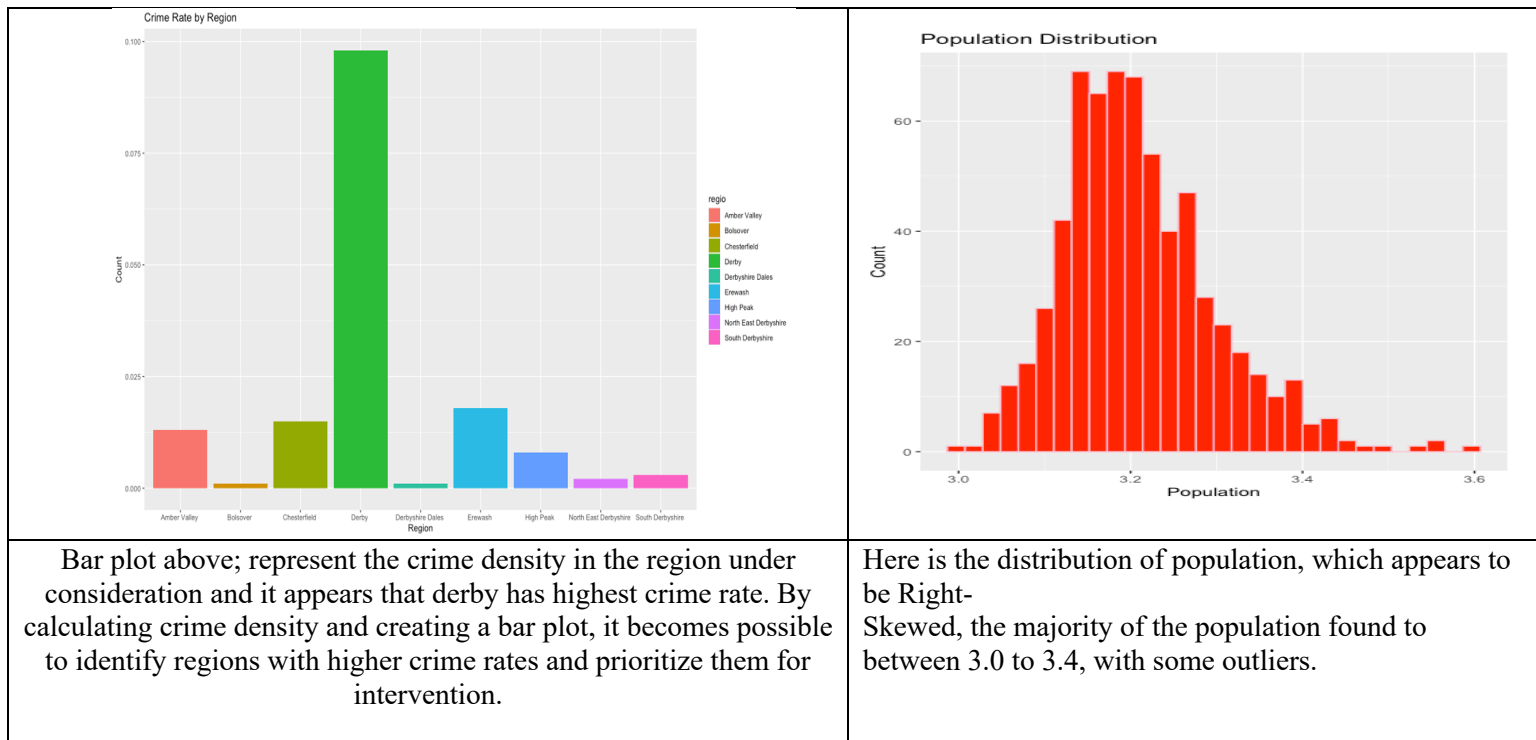 Crime Rate by Region
0.100
0.075
0.050
0.025
0.000
Count
Amber Valley
Bolsover
Chesterfield
Derby
Derbyshire Dales
Erewash
High Peak
North East Derbyshire
South Derbyshire
Region
regio
Amber Valley
Bolsover
Chesterfield
Derby
Derbyshire Dales
Erewash
High Peak
North East Derbyshire
South Derbyshire
Population Distribution
60
40
20
0
Count
3.0
3.2
3.4
3.6
Population
Bar plot above; represent the crime density in the region under
consideration and it appears that derby has highest crime rate. By
calculating crime density and creating a bar plot, it becomes possible
to identify regions with higher crime rates and prioritize them for
intervention.
Here is the distribution of population, which appears to
be Right-
Skewed, the majority of the population found to
between 3.0 to 3.4, with some outliers.